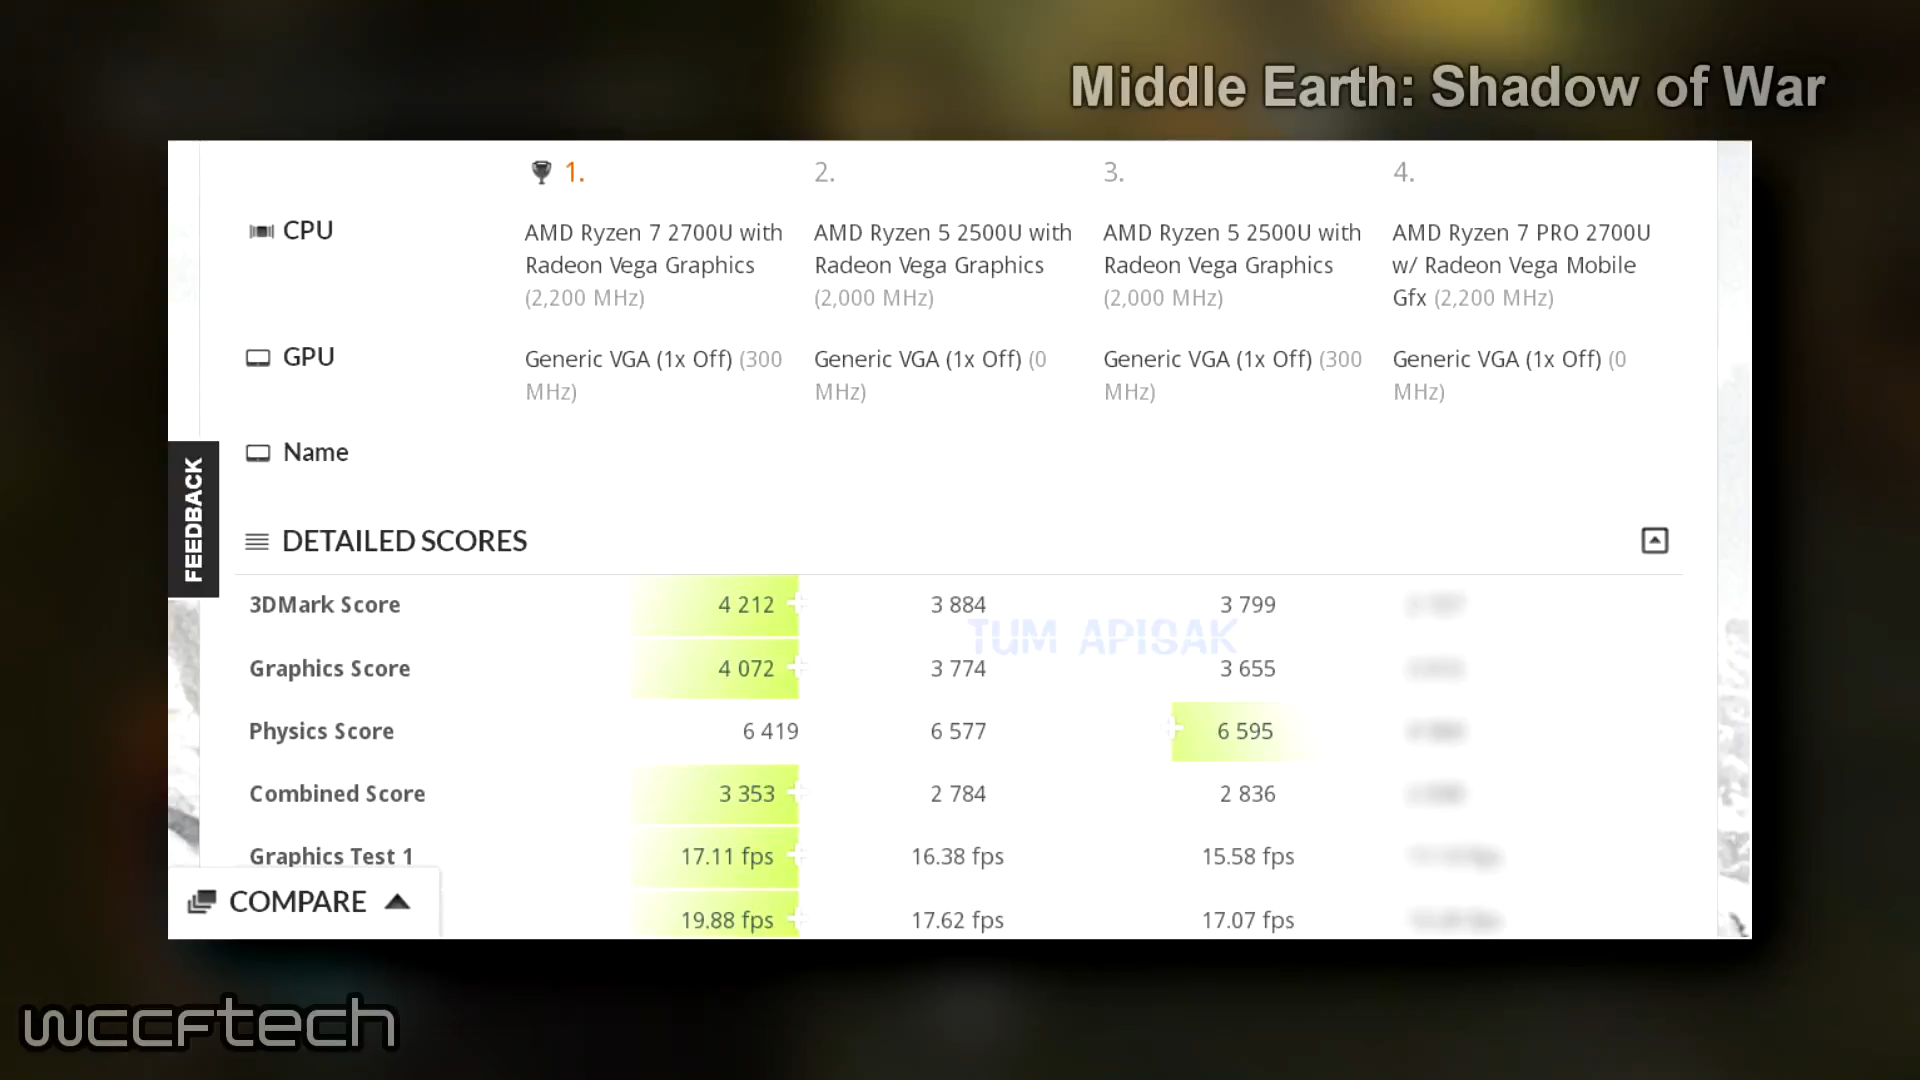 Middle Earth: Shadow of War
1. 2. 3. 4.
CPU
AMD Ryzen 7 2700U with
Radeon Vega Graphics
(2,200 MHz)
AMD Ryzen 5 2500U with
Radeon Vega Graphics
(2,000 MHz)
AMD Ryzen 5 2500U with
Radeon Vega Graphics
(2,000 MHz)
AMD Ryzen 7 PRO 2700U
w/ Radeon Vega Mobile
Gfx (2,200 MHz)
GPU
Generic VGA (1x Off) (300
MHz)
Generic VGA (1x Off) (0
MHz)
Generic VGA (1x Off) (300
MHz)
Generic VGA (1x Off) (0
MHz)
Name
FEEDBACK
DETAILED SCORES
3DMark Score 4 212 3 884 3 799
TUM APISAK
Graphics Score 4 072 3 774 3 655
Physics Score 6 419 6 577 6 595
Combined Score 3 353 2 784 2 836
Graphics Test 1 17.11 fps 16.38 fps 15.58 fps
COMPARE
19.88 fps 17.62 fps 17.07 fps
wccftech